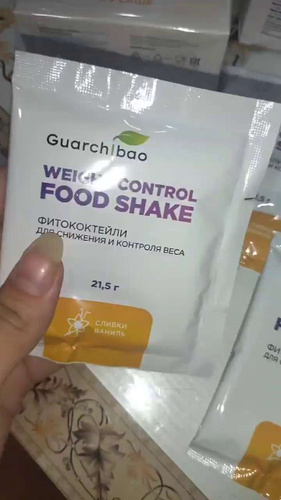 Guarchibao
WEIGHT CONTROL
FOOD SHAKE
ФИТОКОКТЕЙЛИ
ДЛЯ СНИЖЕНИЯ И КОНТРОЛЯ ВЕСА
21,5 г
СЛИВКИ
ВАНИЛЬ